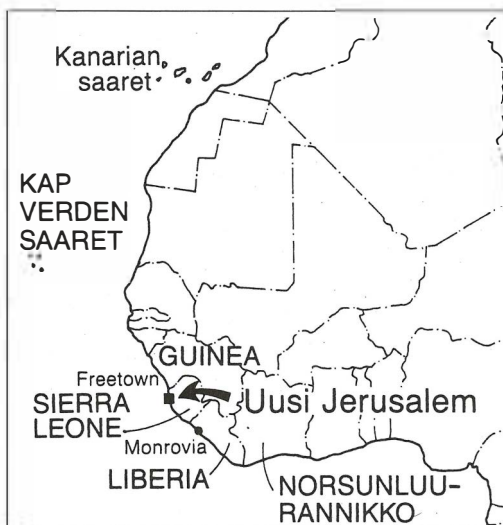 Kanarian
saaret
KAP
VERDEN
SAARET
GUINEA
Freetown
SIERRA
LEONE
Uusi Jerusalem
Monrovia
LIBERIA
NORSUNLUU-
RANNIKKO